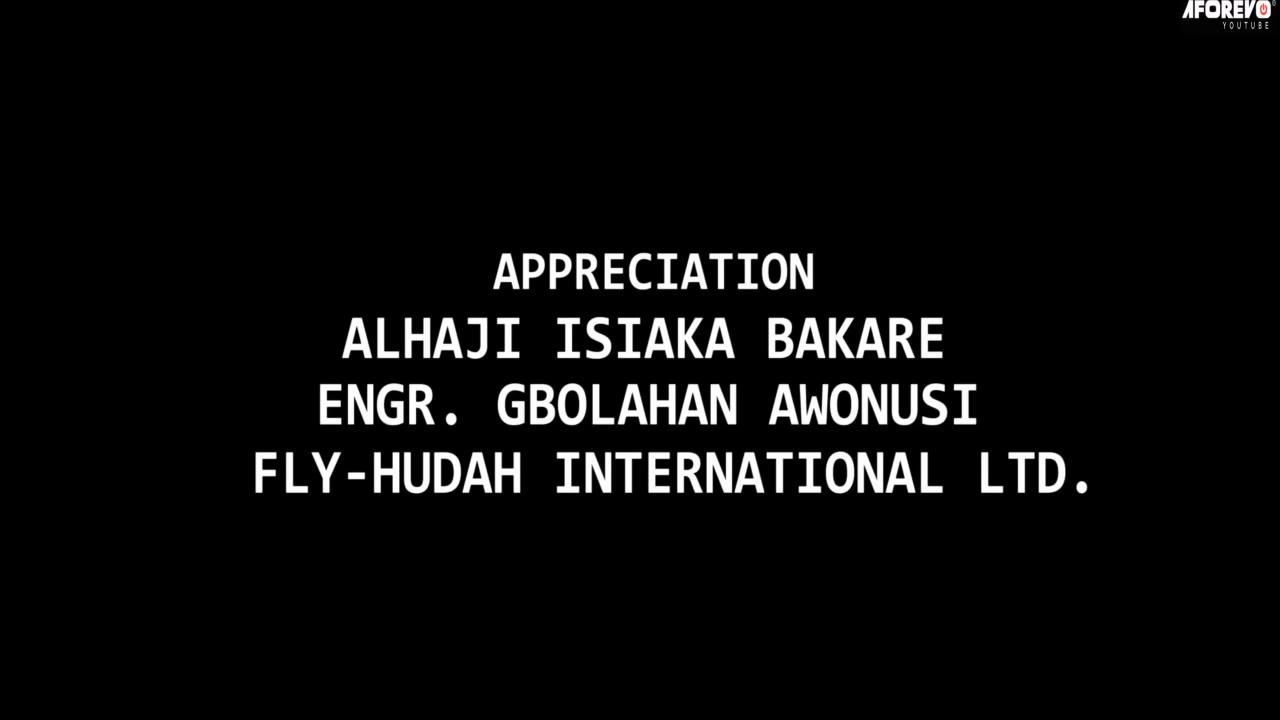 AFOREVO
YOUTUBE
APPRECIATION
ALHAJI ISIAKA BAKARE
ENGR. GBOLAHAN AWONUSI
FLY-HUDAH INTERNATIONAL LTD.